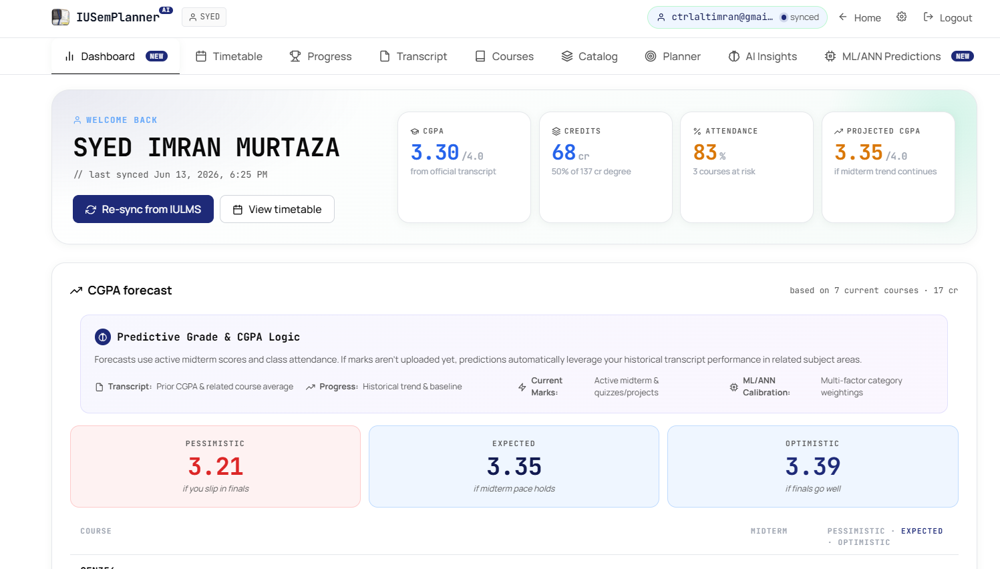 IUSemPlanner AI
SYED
ctrlaltimran@gmai… synced
Home
Logout
Dashboard NEW
Timetable
Progress
Transcript
Courses
Catalog
Planner
AI Insights
ML/ANN Predictions NEW
WELCOME BACK
SYED IMRAN MURTAZA
// last synced Jun 13, 2026, 6:25 PM
Re-sync from IULMS
View timetable
CGPA
3.30 /4.0
from official transcript
CREDITS
68 cr
50% of 137 cr degree
ATTENDANCE
83 %
3 courses at risk
PROJECTED CGPA
3.35 /4.0
if midterm trend continues
CGPA forecast
based on 7 current courses · 17 cr
Predictive Grade & CGPA Logic
Forecasts use active midterm scores and class attendance. If marks aren't uploaded yet, predictions automatically leverage your historical transcript performance in related subject areas.
Transcript: Prior CGPA & related course average
Progress: Historical trend & baseline
Current
Marks:
Active midterm &
quizzes/projects
ML/ANN
Calibration:
Multi-factor category
weightings
PESSIMISTIC
3.21
if you slip in finals
EXPECTED
3.35
if midterm pace holds
OPTIMISTIC
3.39
if finals go well
COURSE
MIDTERM
PESSIMISTIC · EXPECTED
· OPTIMISTIC